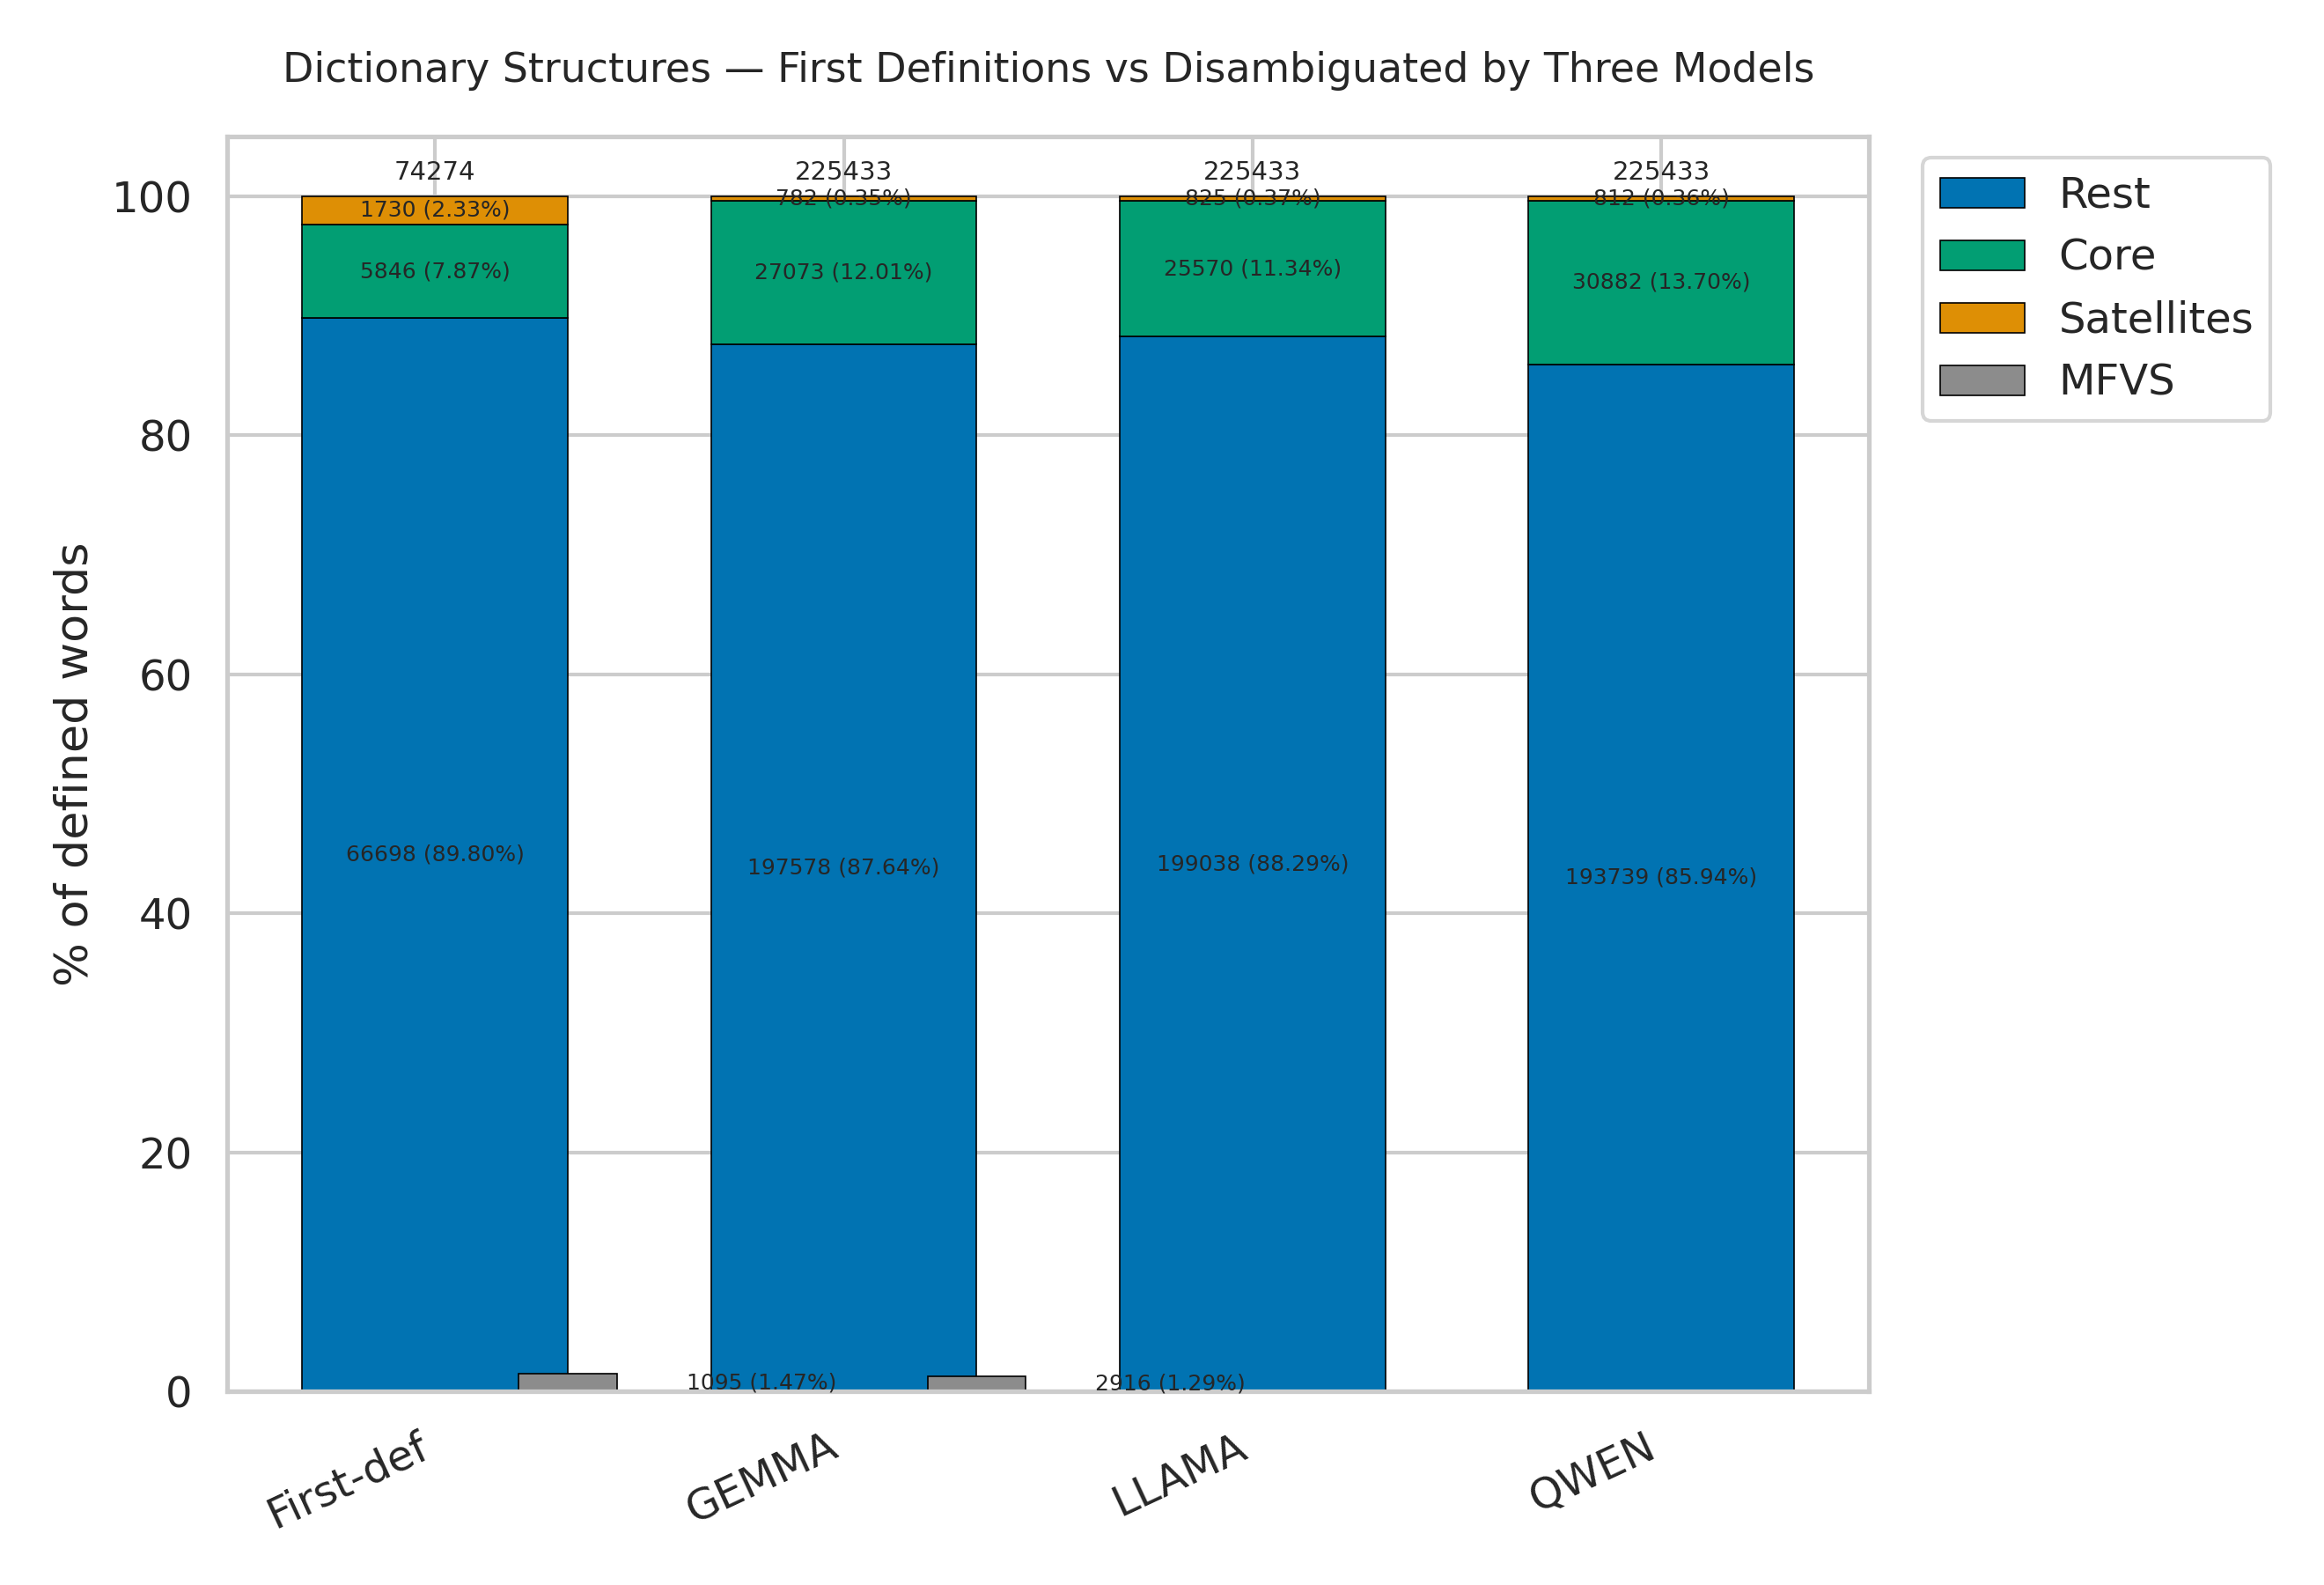 Dictionary Structures — First Definitions vs Disambiguated by Three Models
74274
225433
225433
225433
1730 (2.33%)
782 (0.35%)
825 (0.37%)
812 (0.36%)
5846 (7.87%)
27073 (12.01%)
25570 (11.34%)
30882 (13.70%)
66698 (89.80%)
197578 (87.64%)
199038 (88.29%)
193739 (85.94%)
1095 (1.47%)
2916 (1.29%)
100
80
60
40
20
0
% of defined words
First-def
GEMMA
LLAMA
QWEN
Rest
Core
Satellites
MFVS